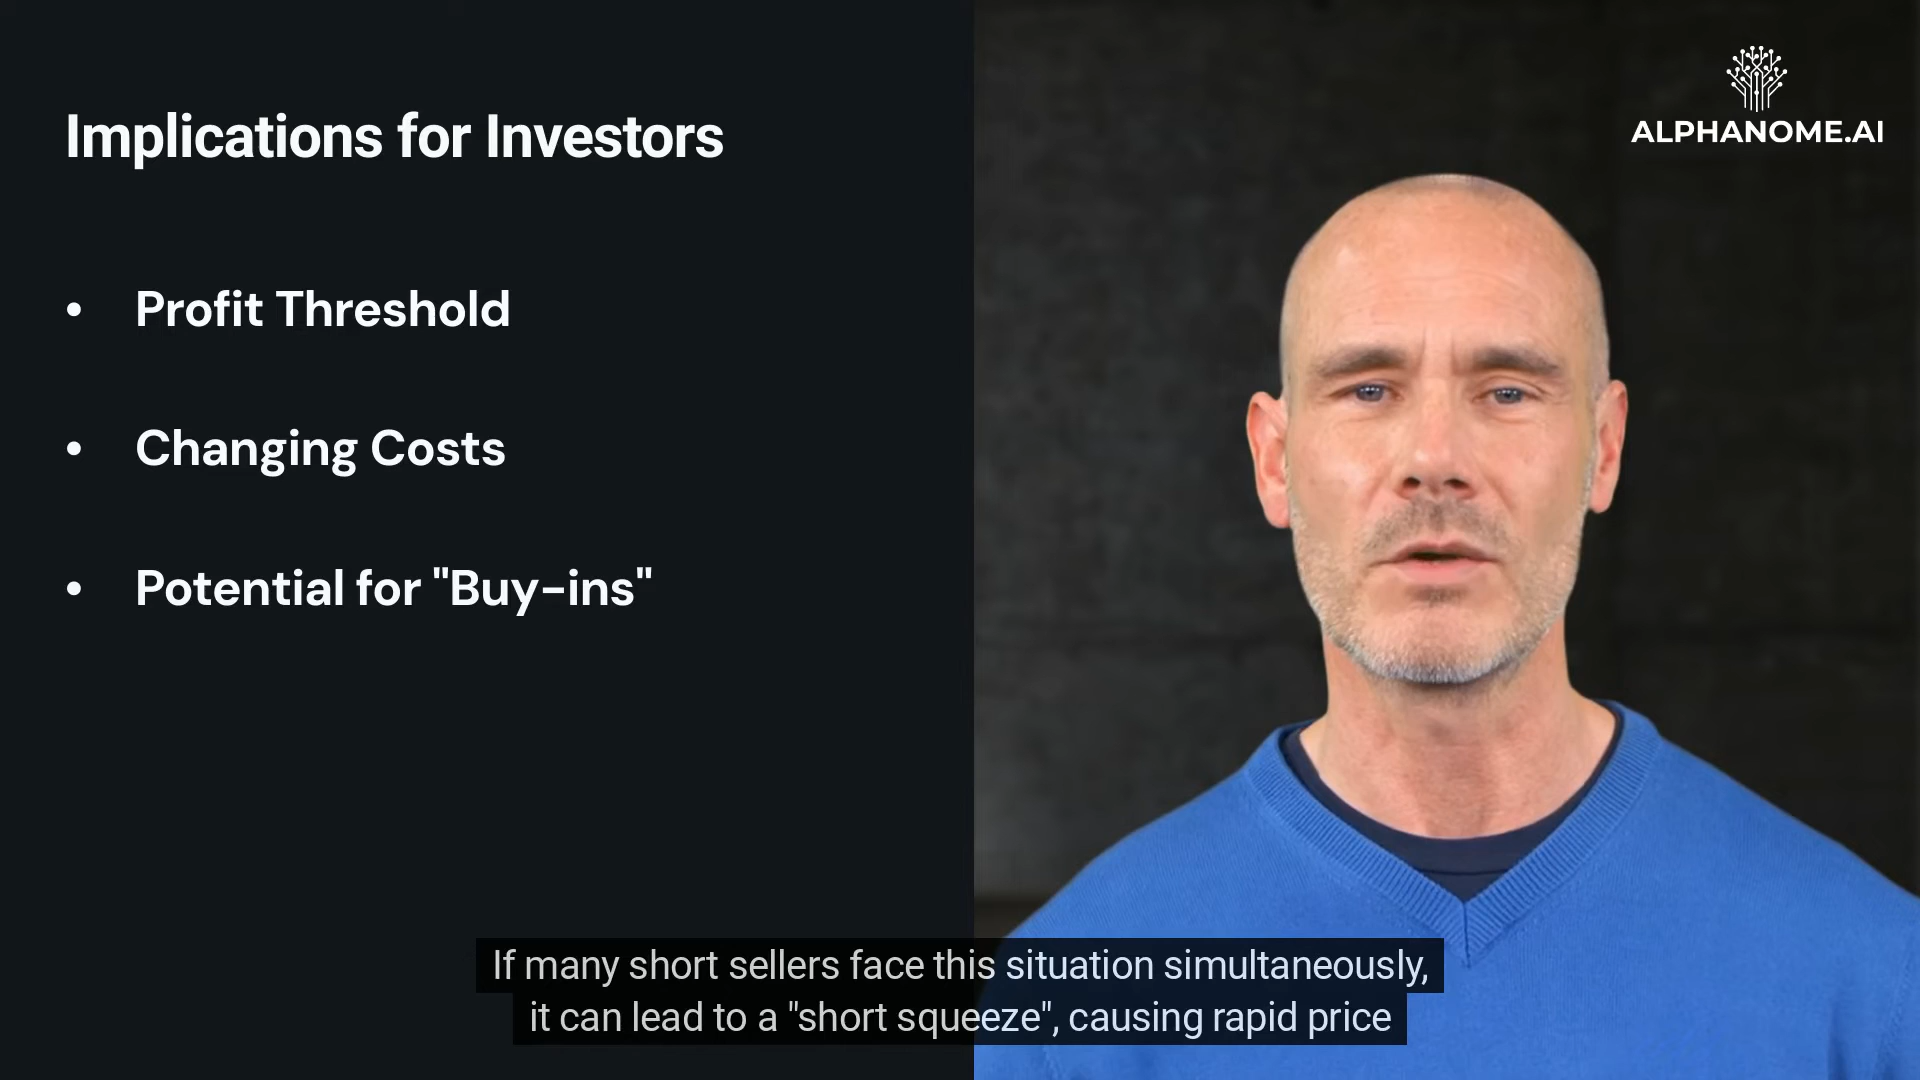 Implications for Investors
• Profit Threshold
• Changing Costs
• Potential for "Buy-ins"
ALPHANOME.AI
If many short sellers face this situation simultaneously,
it can lead to a "short squeeze", causing rapid price